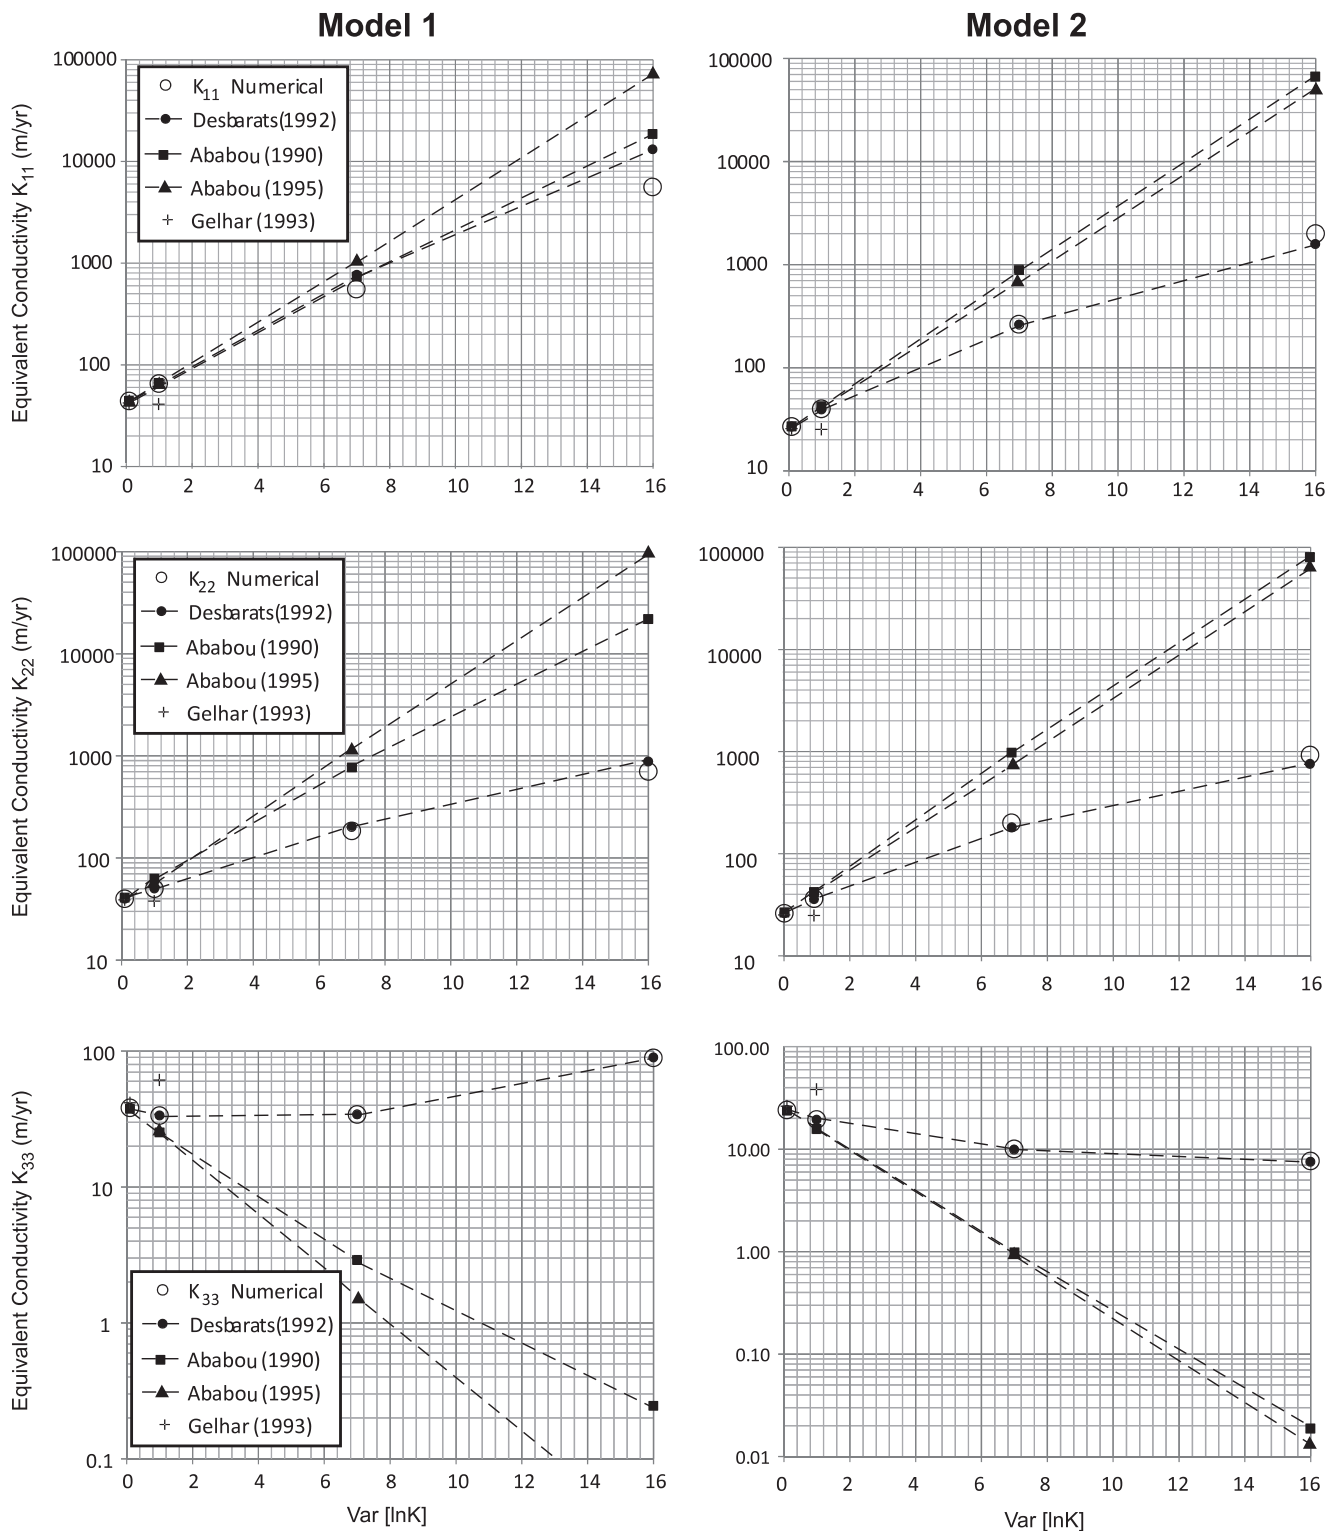 Model 1
Model 2
Equivalent Conductivity K11 (m/yr)
100000
10000
1000
100
10
K11 Numerical
Desbarats(1992)
Ababou (1990)
Ababou (1995)
Gelhar (1993)
0 2 4 6 8 10 12 14 16
100000
10000
1000
100
10
0 2 4 6 8 10 12 14 16
Equivalent Conductivity K22 (m/yr)
100000
10000
1000
100
10
K22 Numerical
Desbarats(1992)
Ababou (1990)
Ababou (1995)
Gelhar (1993)
0 2 4 6 8 10 12 14 16
100000
10000
1000
100
10
0 2 4 6 8 10 12 14 16
Equivalent Conductivity K33 (m/yr)
100
10
1
0.1
K33 Numerical
Desbarats(1992)
Ababou (1990)
Ababou (1995)
Gelhar (1993)
0 2 4 6 8 10 12 14 16
Var [lnK]
100.00
10.00
1.00
0.10
0.01
0 2 4 6 8 10 12 14 16
Var [lnK]